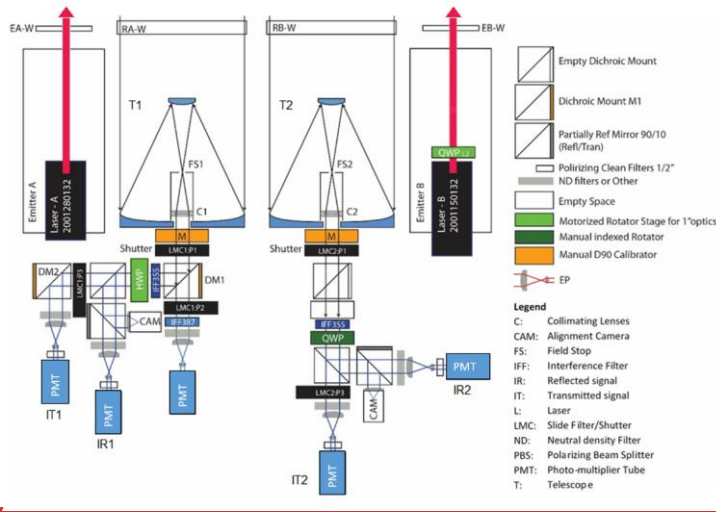 EA-W
RA-W
RB-W
EB-W
T1
T2
FS1
FS2
C1
C2
Emitter A
Laser - A
2001280132
Emitter B
Laser-B
2001150132
QWP L2
M
M
Shutter
LMC1:P1
Shutter
LMC2:P1
DM2
LMC1:P3
HWP
IFF355
DM1
LMC1:P2
CAM
IFF387
PMT
PMT
PMT
IT1
IR1
IFF355
QWP
LMC2:P3
CAM
PMT
IR2
PMT
IT2
Empty Dichroic Mount
Dichroic Mount M1
Partially Ref Mirror 90/10
(Refl/Tran)
Polirizing Clean Filters 1/2"
ND filters or Other
Empty Space
Motorized Rotator Stage for 1"optics
Manual indexed Rotator
Manual D90 Calibrator
EP
Legend
C: Collimating Lenses
CAM: Alignment Camera
FS: Field Stop
IFF: Interference Filter
IR: Reflected signal
IT: Transmitted signal
L: Laser
LMC: Slide Filter/Shutter
ND: Neutral density Filter
PBS: Polarizing Beam Splitter
PMT: Photo-multiplier Tube
T: Telescope